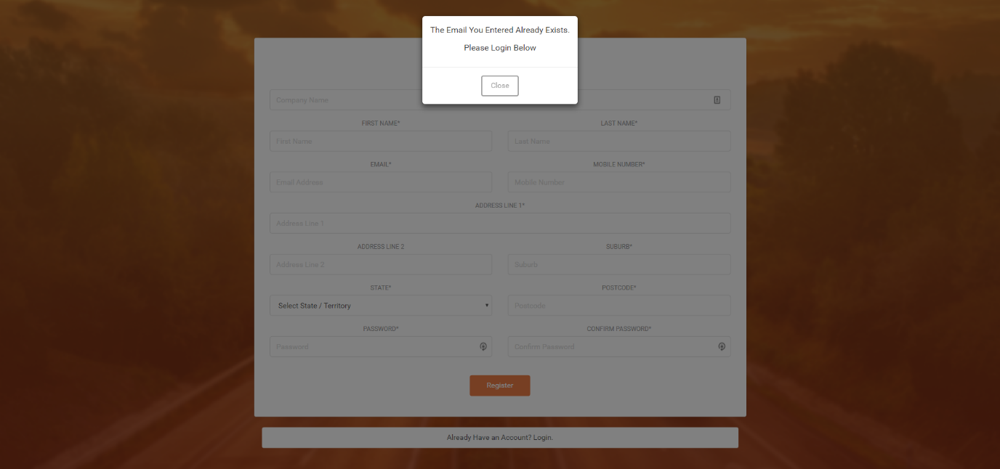 The Email You Entered Already Exists.
Please Login Below
Close
Company Name
FIRST NAME*
LAST NAME*
First Name
Last Name
EMAIL*
MOBILE NUMBER*
Email Address
Mobile Number
ADDRESS LINE 1*
Address Line 1
ADDRESS LINE 2
SUBURB*
Address Line 2
Suburb
STATE*
POSTCODE*
Select State / Territory
Postcode
PASSWORD*
CONFIRM PASSWORD*
Password
Confirm Password
Register
Already Have an Account? Login.